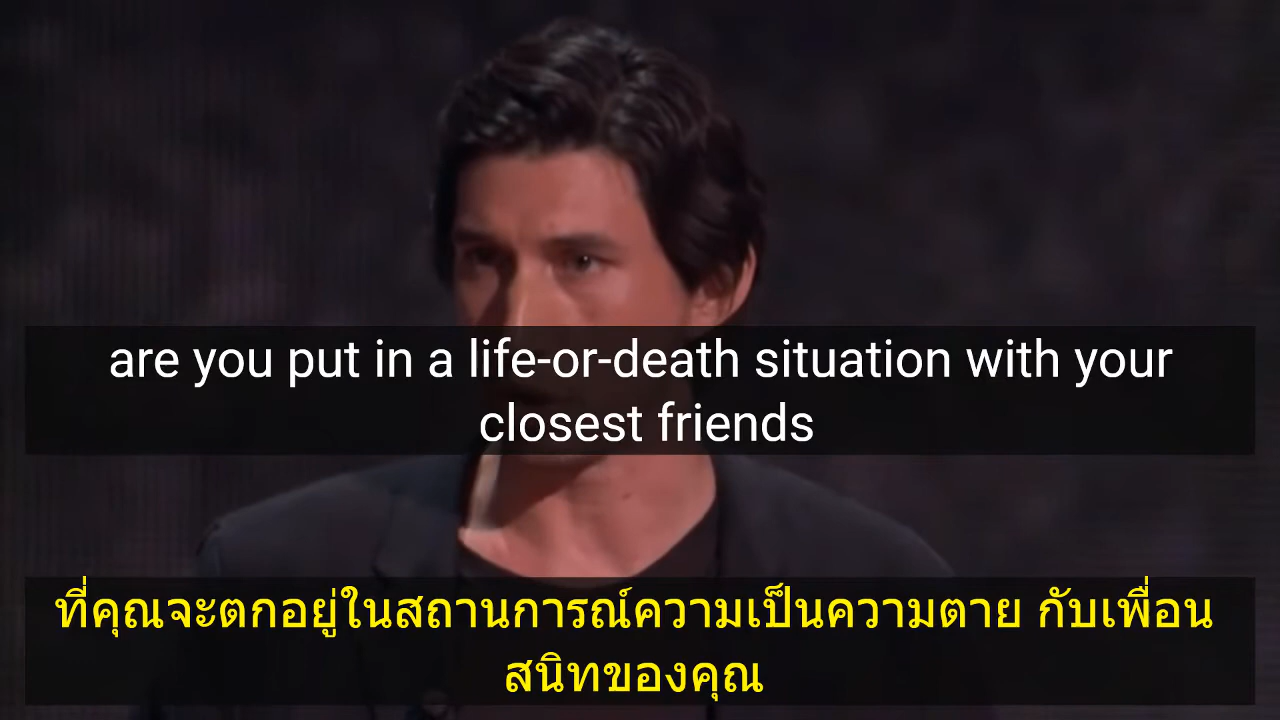 are you put in a life-or-death situation with your
closest friends
ที่คุณจะตกอยู่ในสถานการณ์ความเป็นความตาย กับเพื่อน
สนิทของคุณ